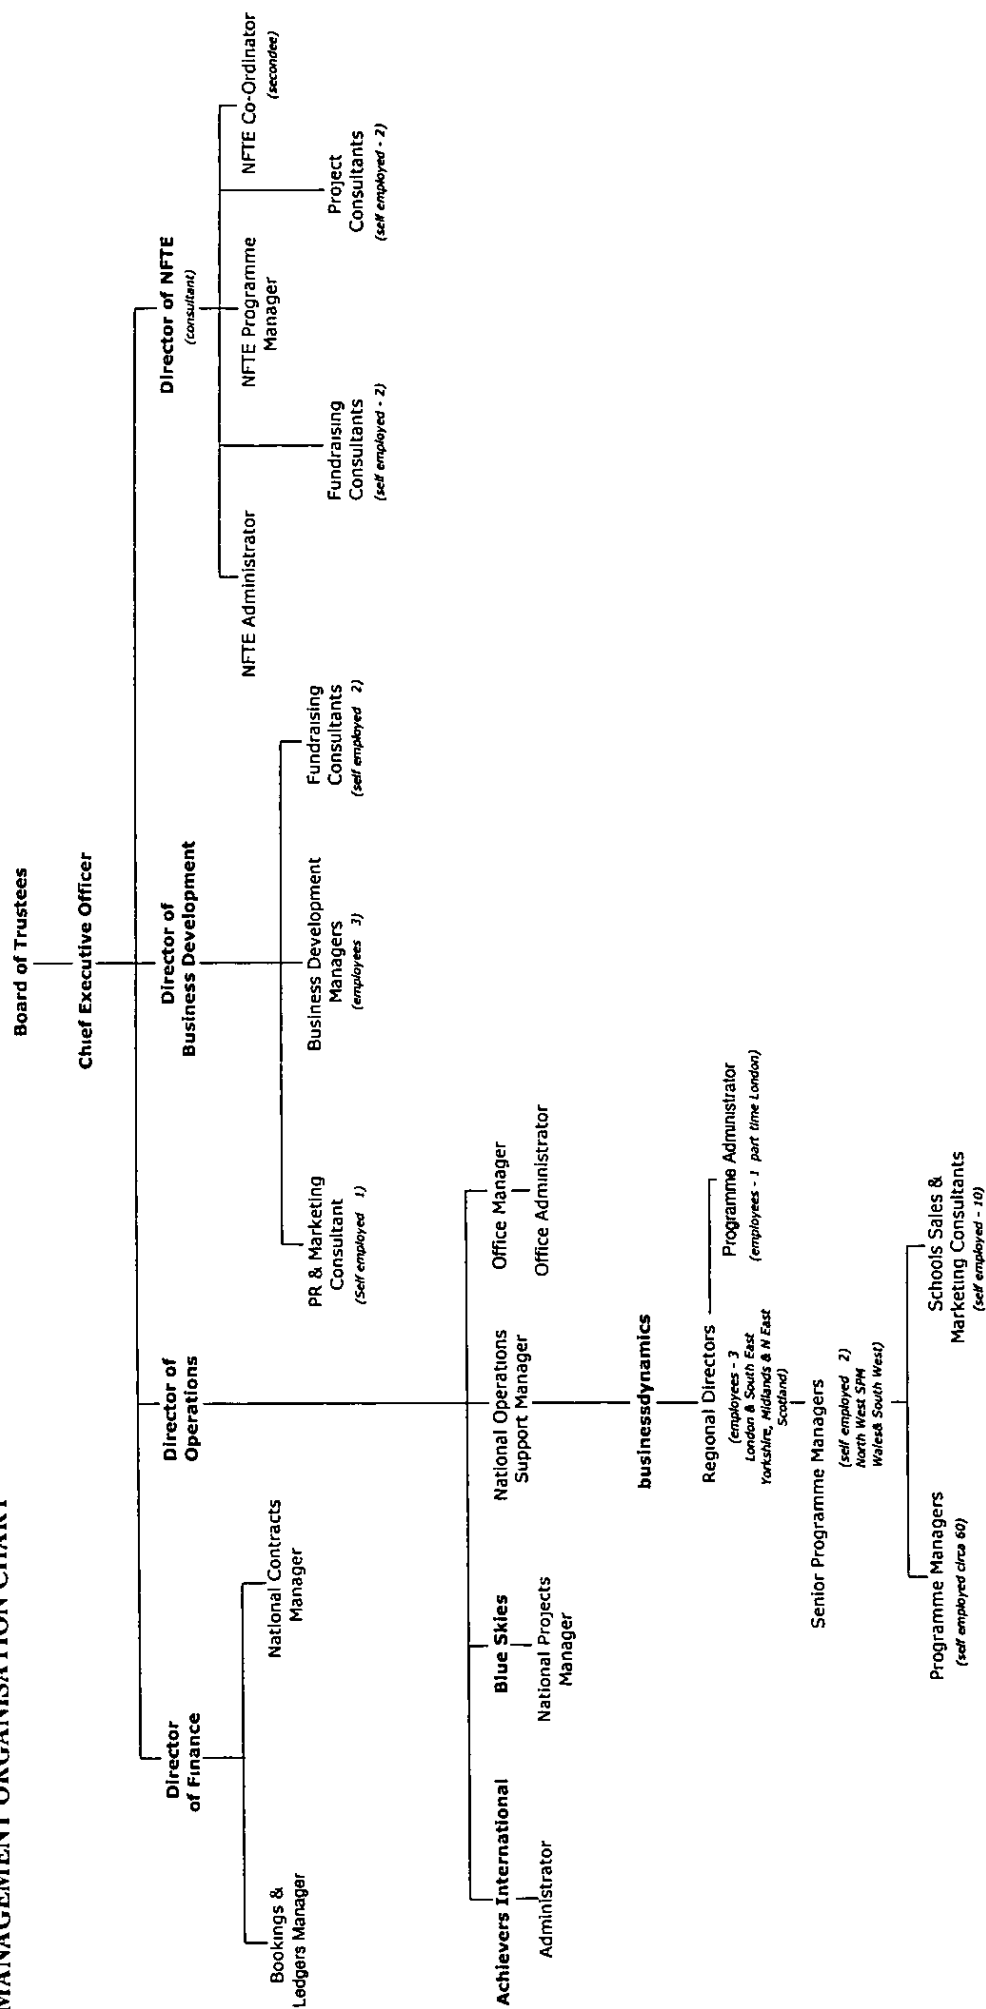 MANAGEMENT ORGANISATION CHART
Board of Trustees
Chief Executive Officer
Director
of Finance
Director of
Operations
Director of
Business Development
Director of NFTE
(consultant)
Bookings &
Ledgers Manager
National Contracts
Manager
PR & Marketing
Consultant
(Self employed 1)
Business Development
Managers
(employees 3)
Fundraising
Consultants
(self employed 2)
NFTE Administrator
Fundraising
Consultants
(self employed - 2)
NFTE Programme
Manager
Project
Consultants
(self employed - 2)
NFTE Co-Ordinator
(secondee)
Achievers International
Administrator
Blue Skies
National Projects
Manager
National Operations
Support Manager
Office Manager
Office Administrator
businessdynamics
Regional Directors
(employees - 3
London & South East
Yorkshire, Midlands & N East
Scotland)
Programme Administrator
(employees - 1 part time London)
Senior Programme Managers
(self employed 2)
North West SPM
Wales& South West)
Programme Managers
(self employed circa 60)
Schools Sales &
Marketing Consultants
(self employed - 10)